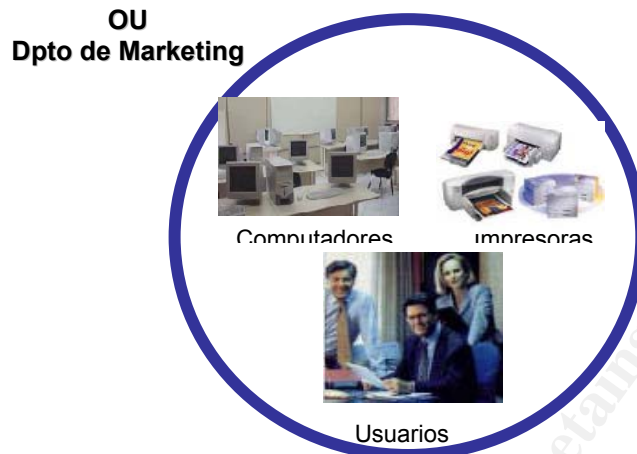 OU
Dpto de Marketing
Computadores
Impresoras
Usuarios